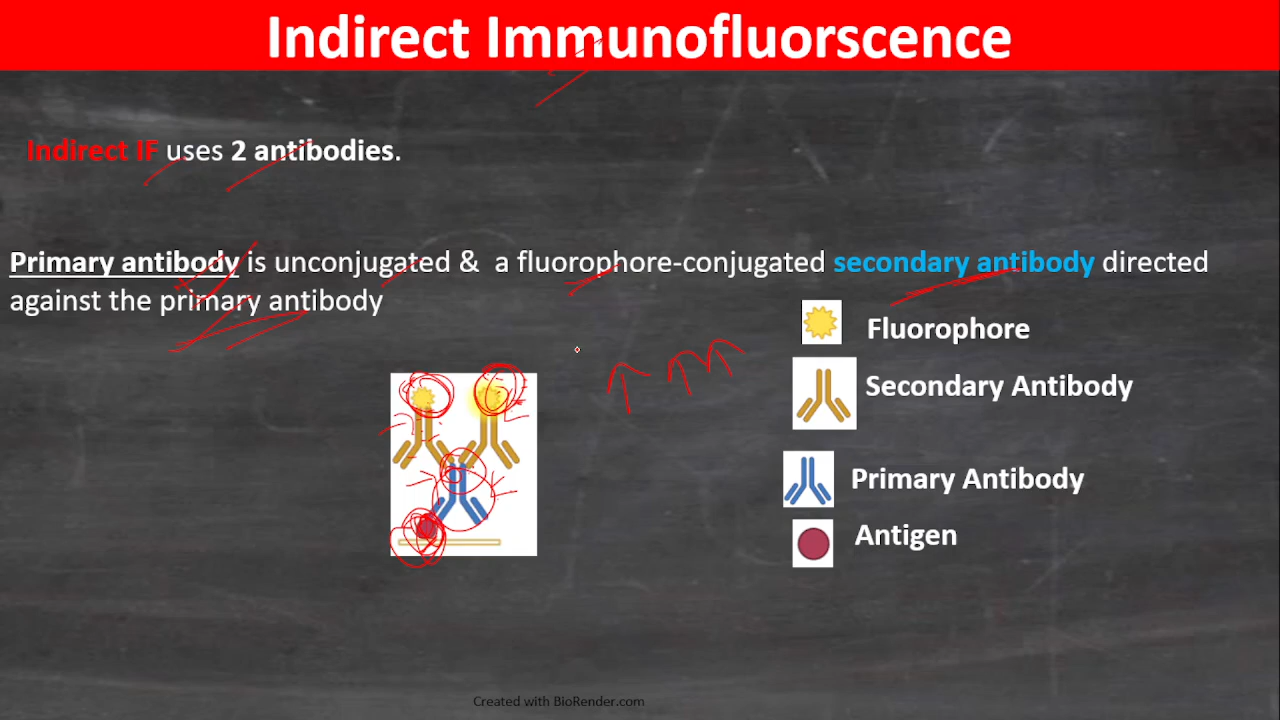 Indirect Immunofluorscence
Indirect IF uses 2 antibodies.
Primary antibody is unconjugated & a fluorophore-conjugated secondary antibody directed
against the primary antibody
Fluorophore
Secondary Antibody
Primary Antibody
Antigen
Created with BioRender.com